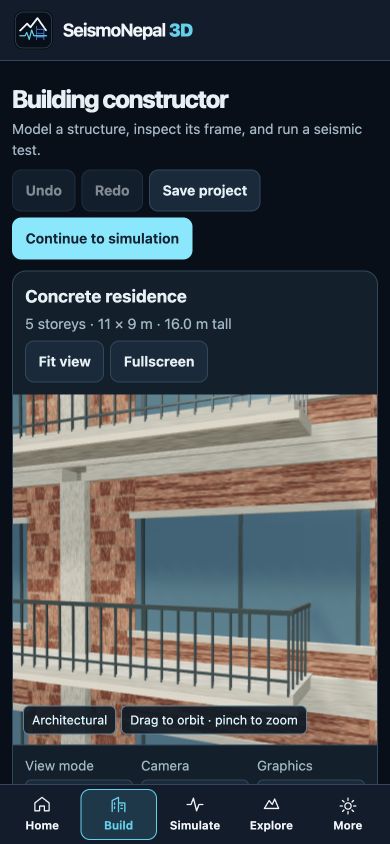 SeismoNepal 3D
Building constructor
Model a structure, inspect its frame, and run a seismic
test.
Undo Redo Save project
Continue to simulation
Concrete residence
5 storeys · 11 × 9 m · 16.0 m tall
Fit view Fullscreen
Architectural Drag to orbit · pinch to zoom
View mode Camera Graphics
Home Build Simulate Explore More